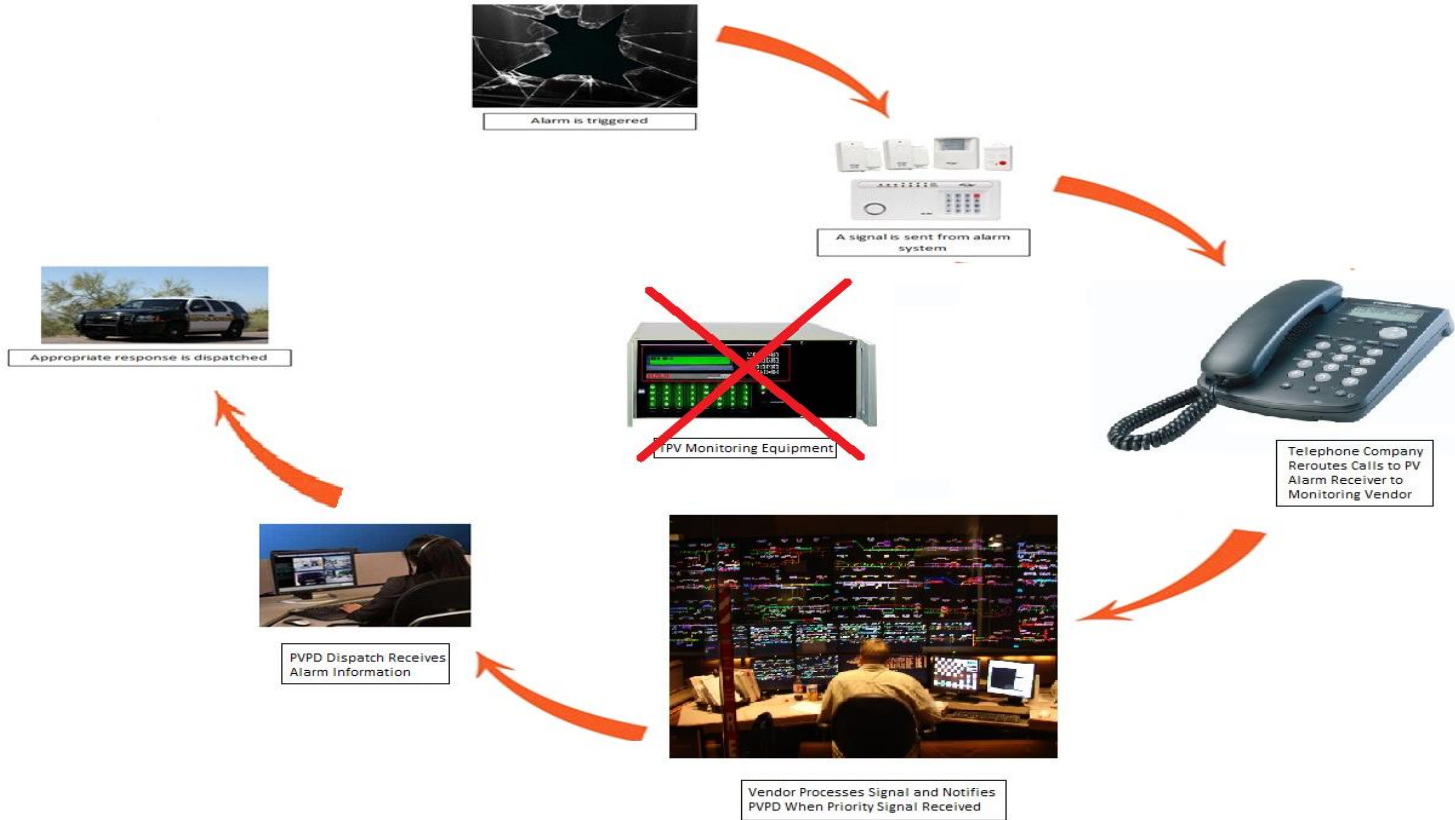 Alarm is triggered
A signal is sent from alarm
system
Telephone Company
Reroutes Calls to PV
Alarm Receiver to
Monitoring Vendor
Vendor Processes Signal and Notifies
PVPD When Priority Signal Received
PVPD Dispatch Receives
Alarm Information
Appropriate response is dispatched
TPV Monitoring Equipment